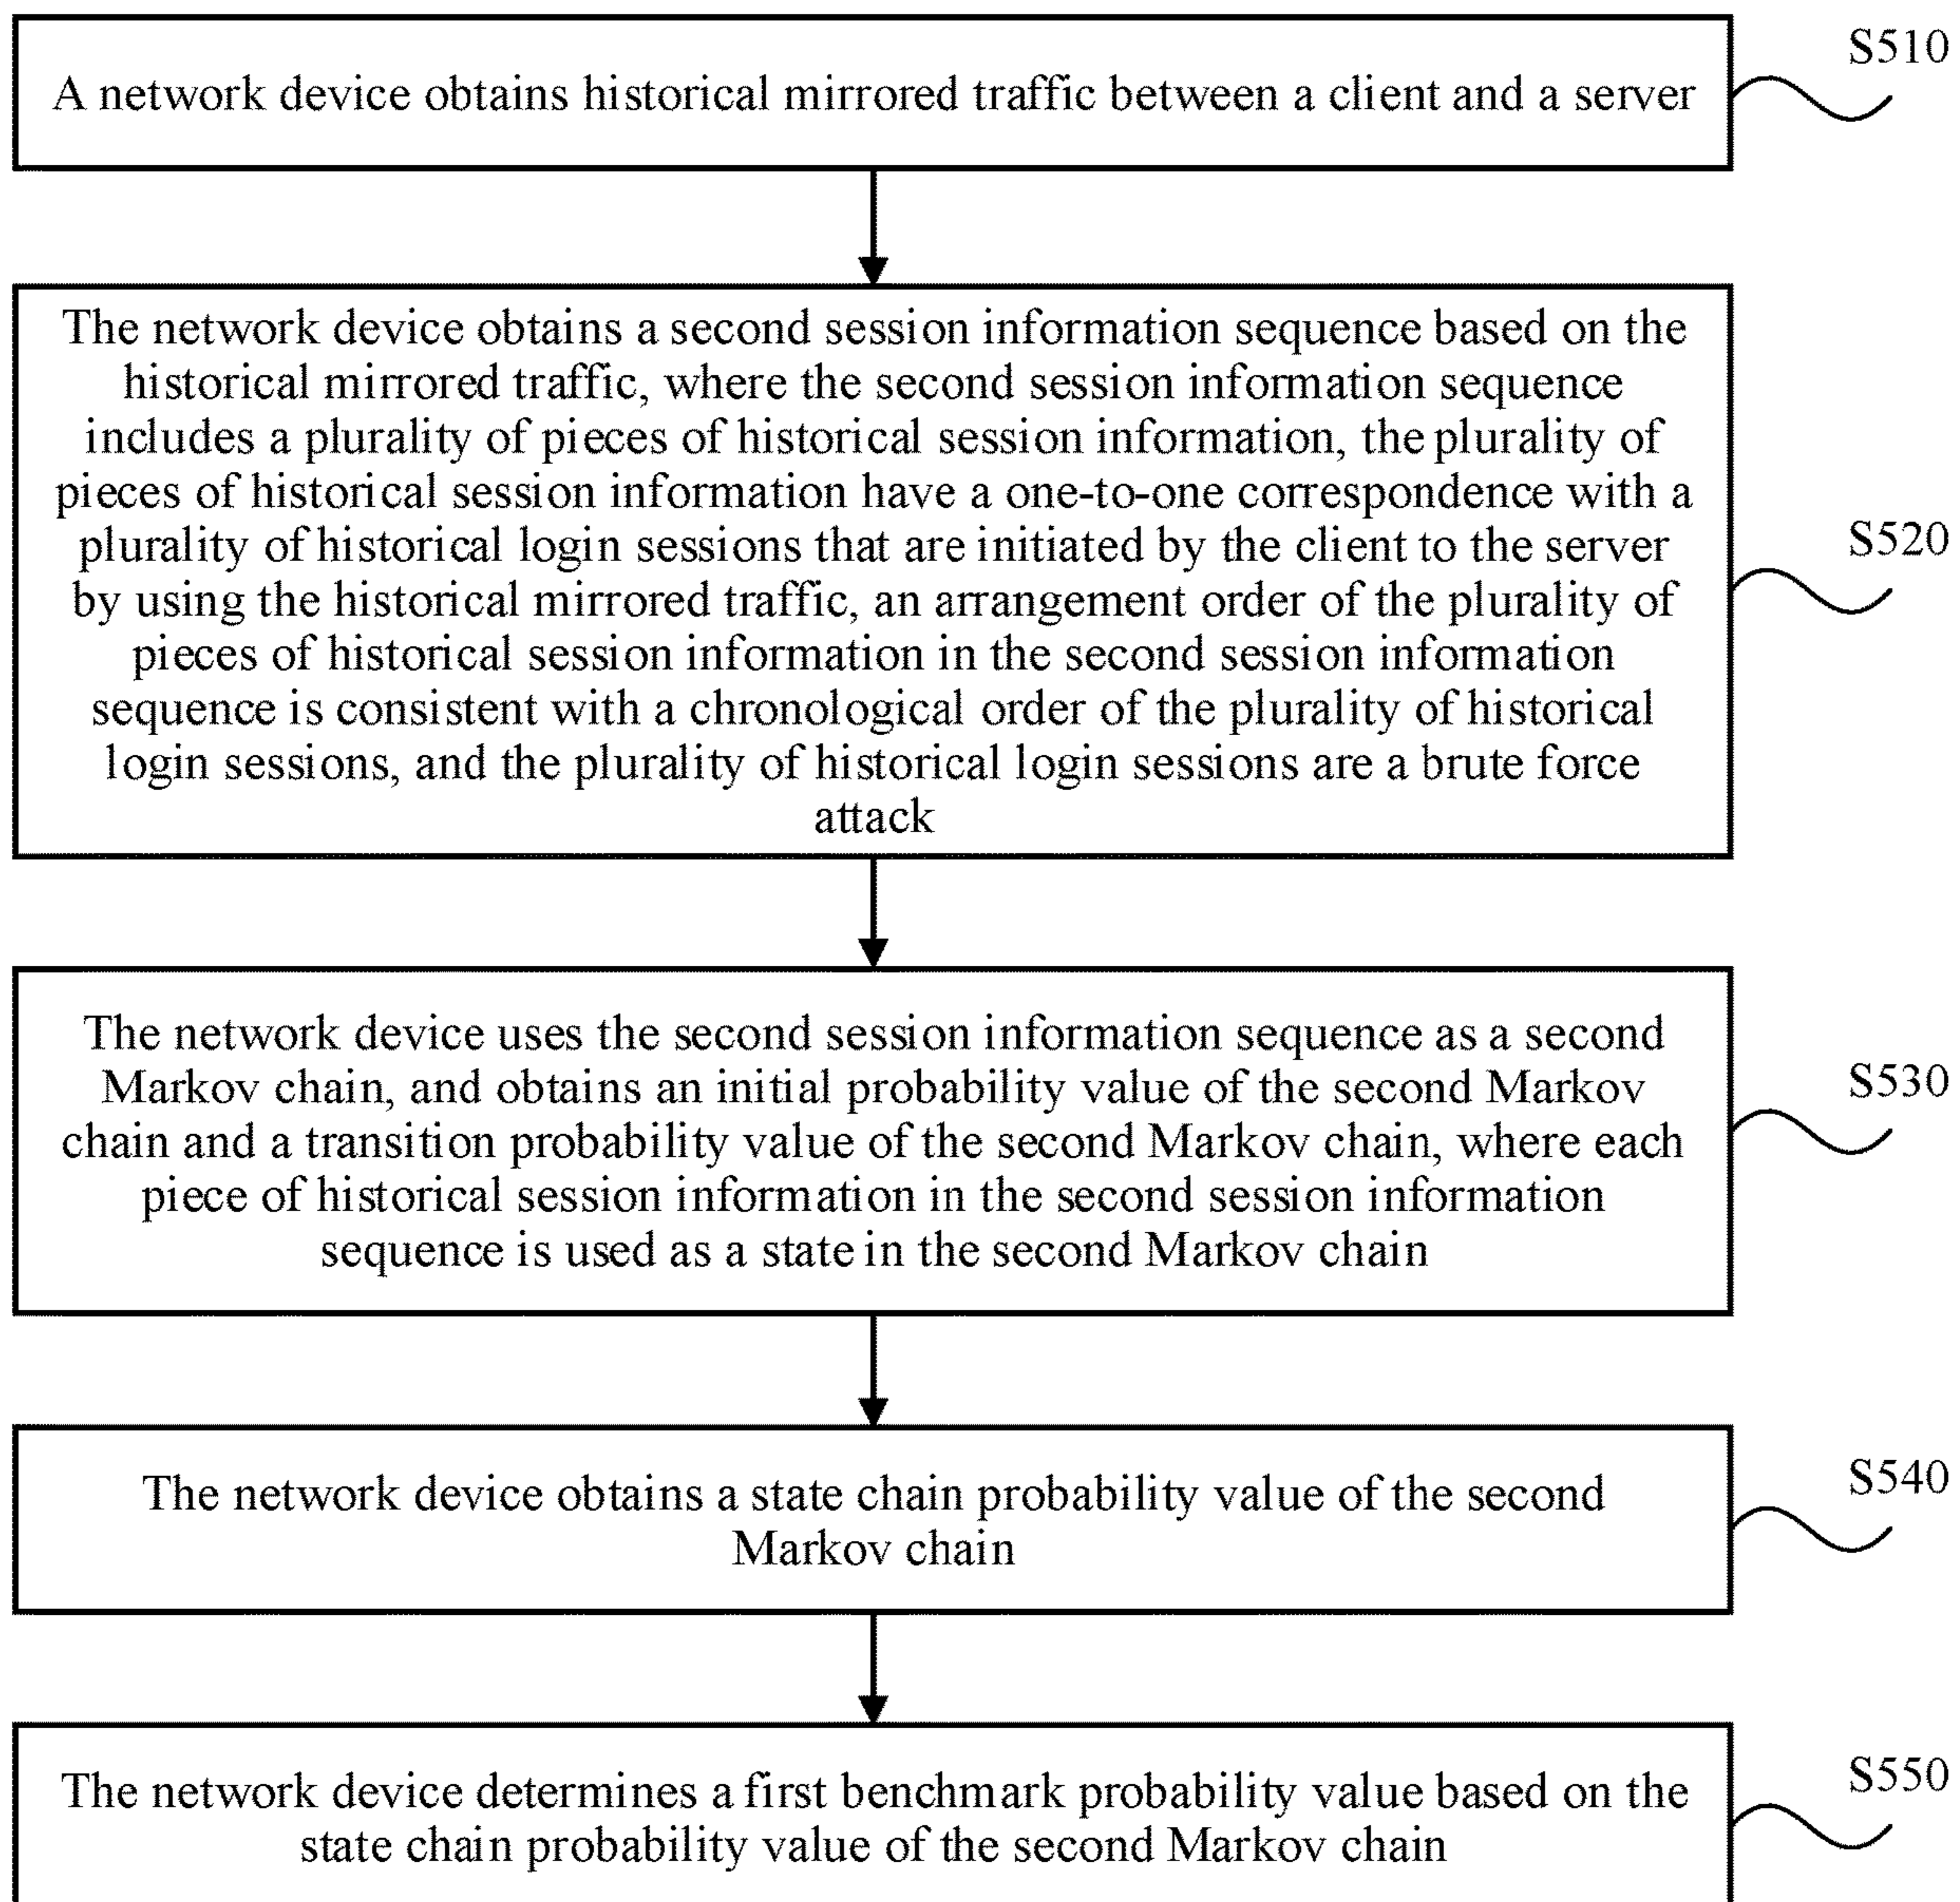 A network device obtains historical mirrored traffic between a client and a server
S510
The network device obtains a second session information sequence based on the
historical mirrored traffic, where the second session information sequence
includes a plurality of pieces of historical session information, the plurality of
pieces of historical session information have a one-to-one correspondence with a
plurality of historical login sessions that are initiated by the client to the server
by using the historical mirrored traffic, an arrangement order of the plurality of
pieces of historical session information in the second session information
sequence is consistent with a chronological order of the plurality of historical
login sessions, and the plurality of historical login sessions are a brute force
attack
S520
The network device uses the second session information sequence as a second
Markov chain, and obtains an initial probability value of the second Markov
chain and a transition probability value of the second Markov chain, where each
piece of historical session information in the second session information
sequence is used as a state in the second Markov chain
S530
The network device obtains a state chain probability value of the second
Markov chain
S540
The network device determines a first benchmark probability value based on the
state chain probability value of the second Markov chain
S550